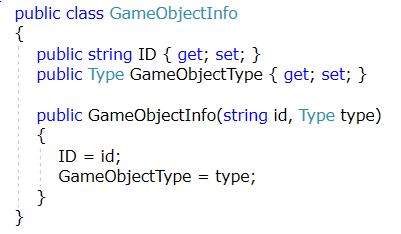 public class GameObjectInfo
{
    public string ID { get; set; }
    public Type GameObjectType { get; set; }

    public GameObjectInfo(string id, Type type)
    {
        ID = id;
        GameObjectType = type;
    }
}